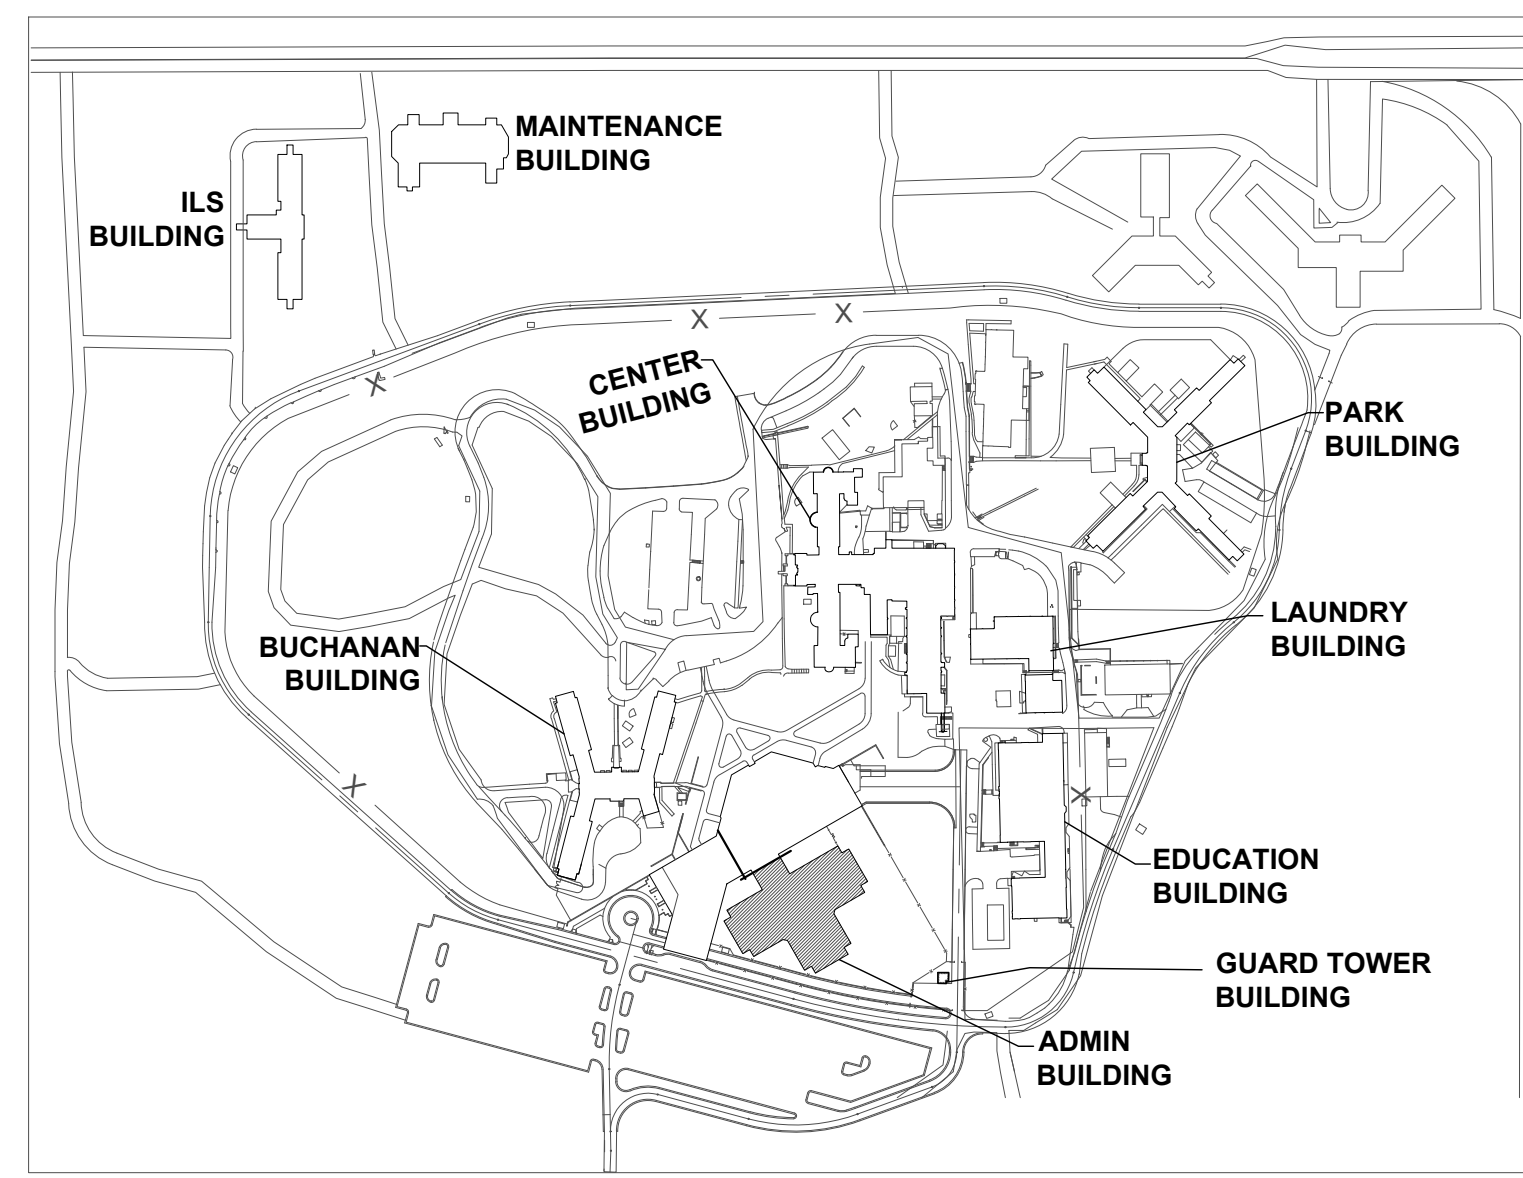 MAINTENANCE
BUILDING
ILS
BUILDING
X
X
X
CENTER
BUILDING
PARK
BUILDING
LAUNDRY
BUILDING
BUCHANAN
BUILDING
X
X
EDUCATION
BUILDING
GUARD TOWER
BUILDING
ADMIN
BUILDING